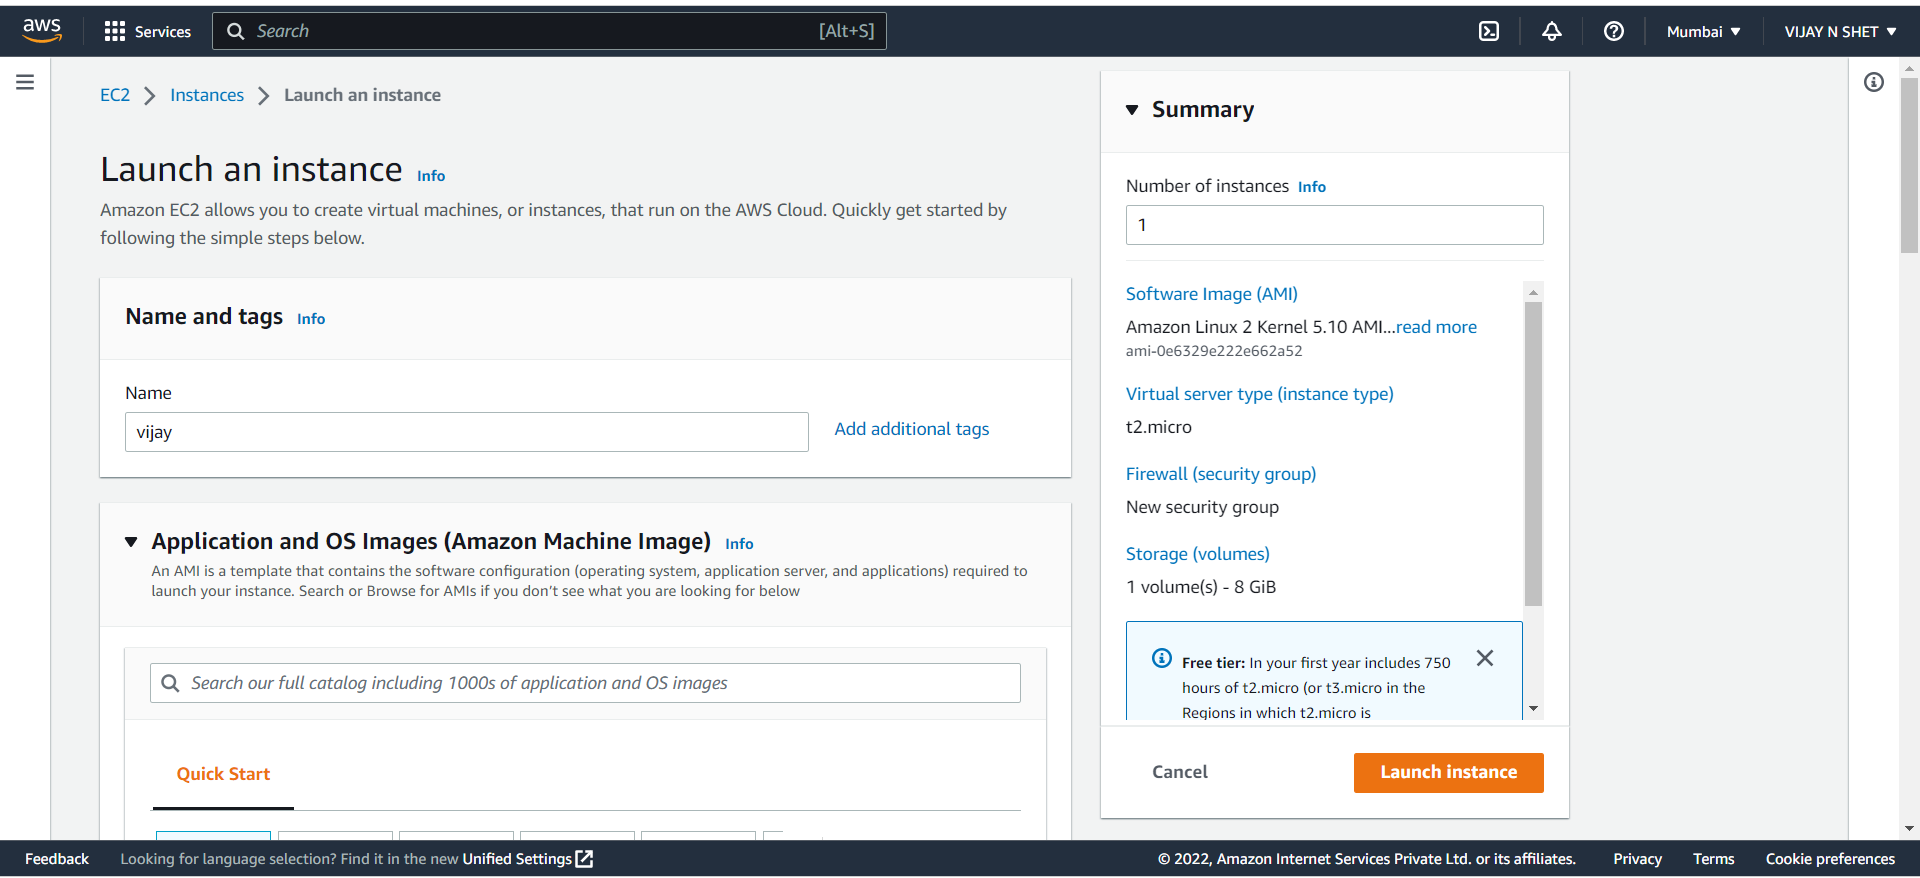 aws
Services
Search
[Alt+S]
Mumbai
VIJAY N SHET
EC2
Instances
Launch an instance
Launch an instance Info
Amazon EC2 allows you to create virtual machines, or instances, that run on the AWS Cloud. Quickly get started by
following the simple steps below.
Name and tags Info
Name
vijay
Add additional tags
Application and OS Images (Amazon Machine Image) Info
An AMI is a template that contains the software configuration (operating system, application server, and applications) required to
launch your instance. Search or Browse for AMIs if you don’t see what you are looking for below
Search our full catalog including 1000s of application and OS images
Quick Start
Summary
Number of instances Info
1
Software Image (AMI)
Amazon Linux 2 Kernel 5.10 AMI...read more
ami-0e6329e222e662a52
Virtual server type (instance type)
t2.micro
Firewall (security group)
New security group
Storage (volumes)
1 volume(s) - 8 GiB
Free tier: In your first year includes 750
hours of t2.micro (or t3.micro in the
Regions in which t2.micro is
Cancel
Launch instance
Feedback
Looking for language selection? Find it in the new Unified Settings
© 2022, Amazon Internet Services Private Ltd. or its affiliates.
Privacy
Terms
Cookie preferences